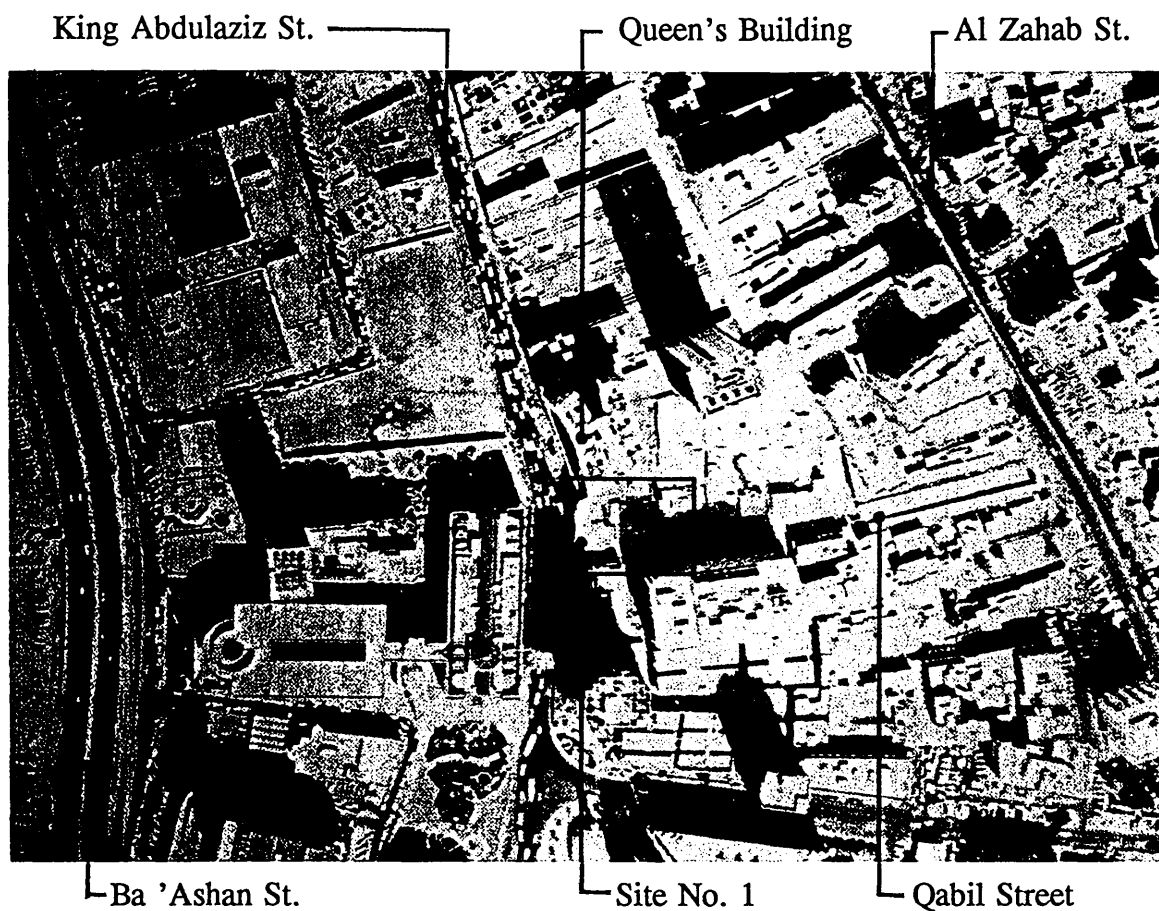 King Abdulaziz St.
Queen's Building
Al Zahab St.
Ba 'Ashan St.
Site No. 1
Qabil Street